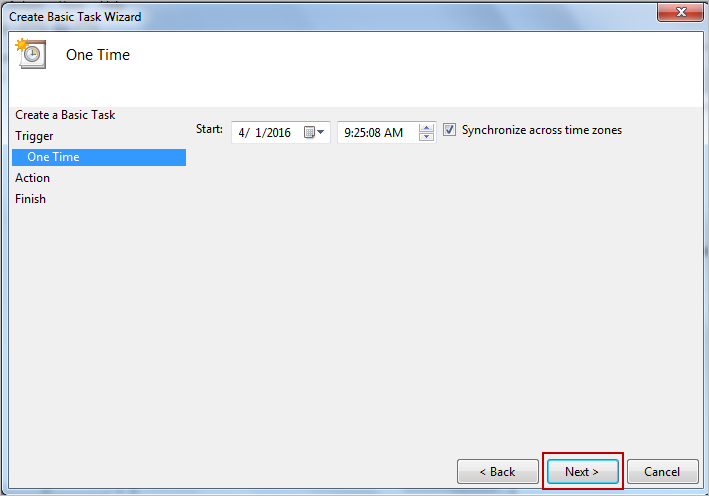 Create Basic Task Wizard
One Time
Create a Basic Task
Trigger
One Time
Action
Finish
Start: 4/ 1/2016 9:25:08 AM Synchronize across time zones
< Back Next > Cancel